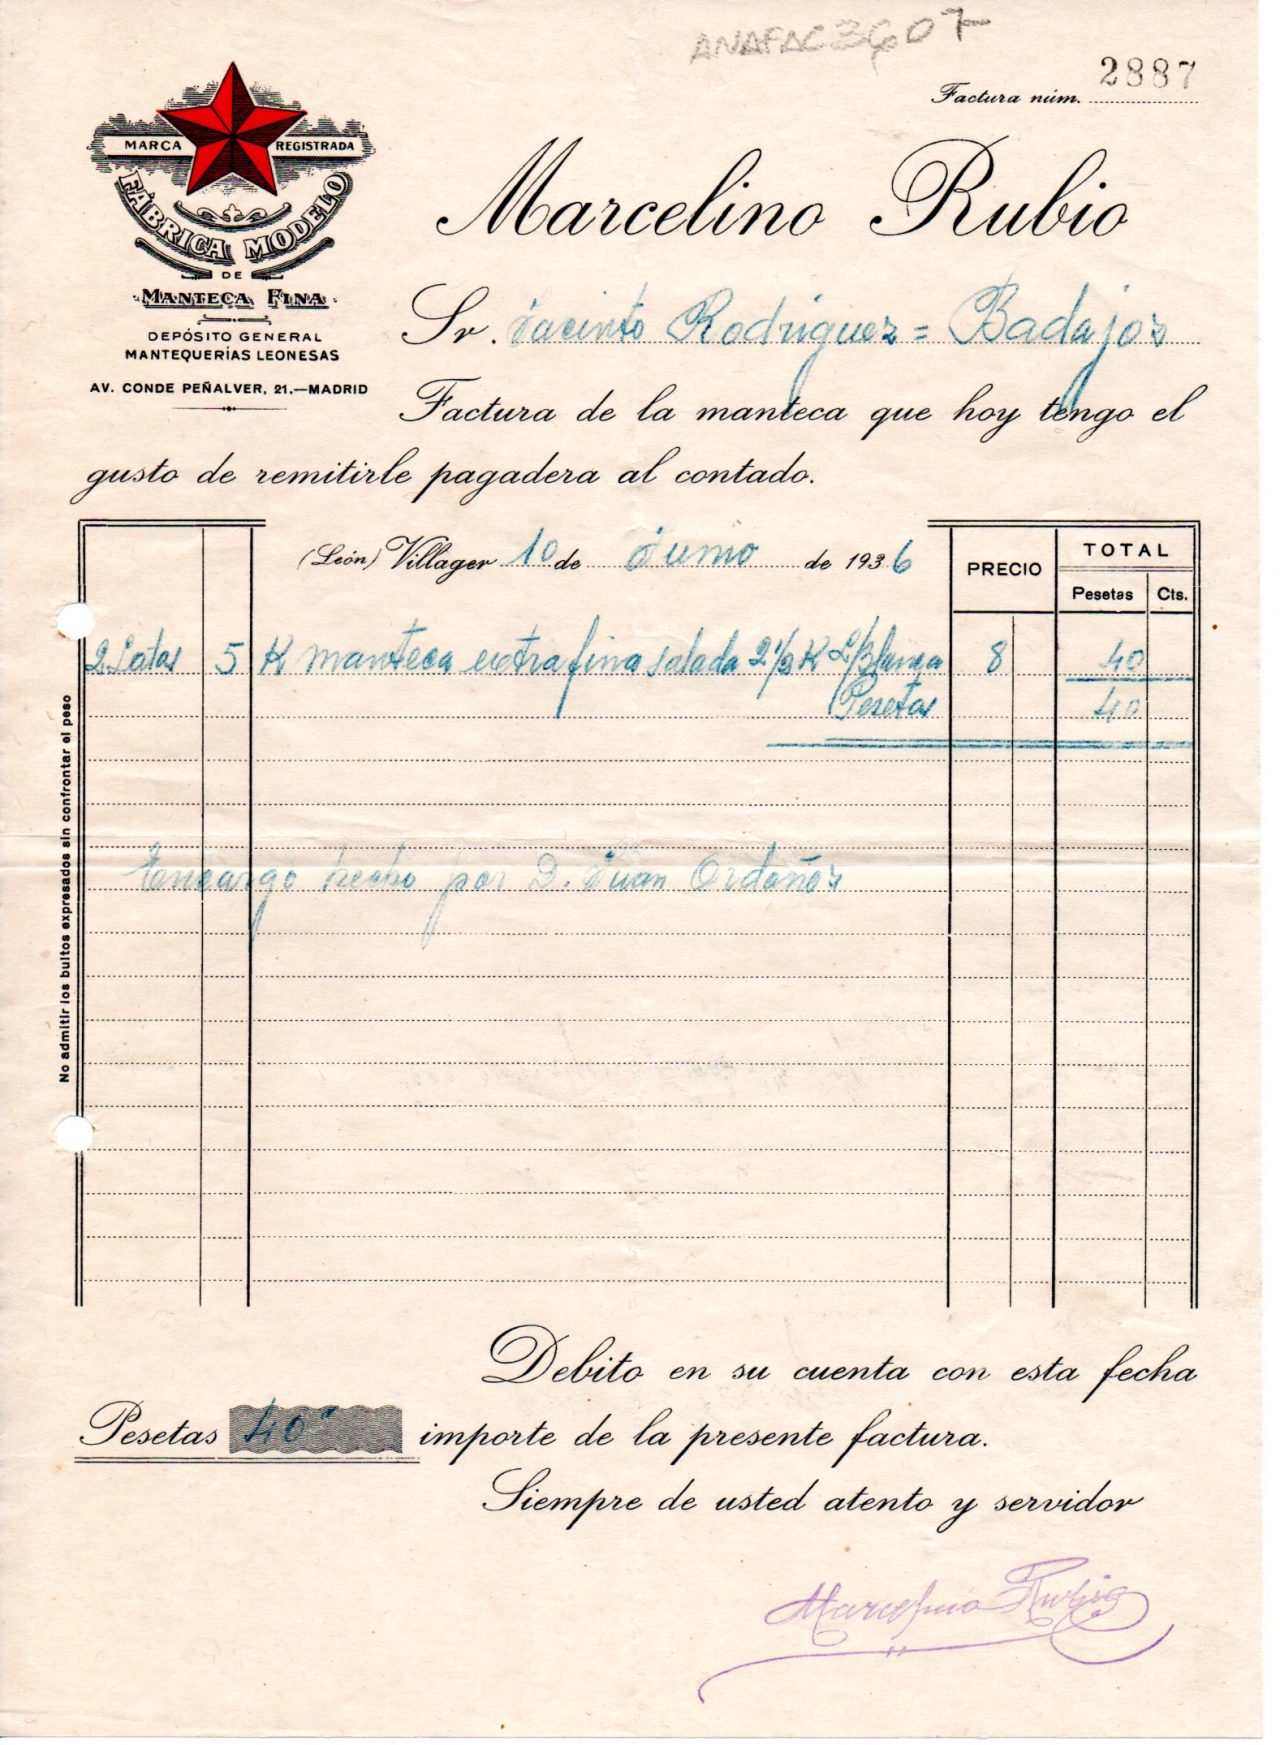 ANAFAC3607
Factura núm. 2887
MARCA REGISTRADA
FÁBRICA MODELO
DE
MANTECA FINA
DEPÓSITO GENERAL
MANTEQUERÍAS LEONESAS
AV. CONDE PEÑALVER, 21.—MADRID
Marcelino Rubio
Sr. Jacinto Rodriguez = Badajoz
Factura de la manteca que hoy tengo el
gusto de remitirle pagadera al contado.
(León) Villager 10 de Junio de 1936
PRECIO
TOTAL
Pesetas Cts.
2 Latas 5 K manteca extrafina salada 2 1/2 K L/Blanca 8 40
Pesetas 40
Encargo hecho por D. Juan Ordoñez
No admitir los bultos expresados sin confrontar el peso
Debito en su cuenta con esta fecha
Pesetas 40" importe de la presente factura.
Siempre de usted atento y servidor
Marcelino Rubio